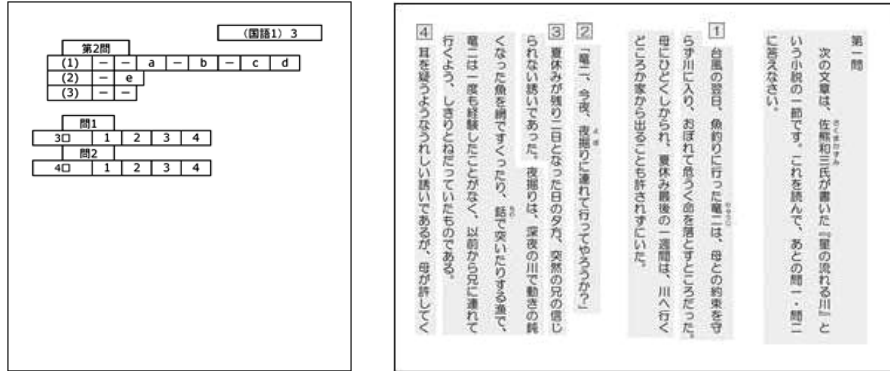 (国語1) 3
第2問
(1) − − a − b − c d
(2) − e
(3) − −
問1
3□ 1 2 3 4
問2
4□ 1 2 3 4
第一問
次の文章は、佐熊和三氏が書いた『星の流れる川』と
いう小説の一節です。これを読んで、あとの問一・問二
に答えなさい。
1 台風の翌日、魚釣りに行った竜二は、母との約束を守
らず川に入り、おぼれて危うく命を落とすところだった。
母にひどくしかられ、夏休み最後の一週間は、川へ行く
どころか家から出ることも許されずにいた。
2 「竜二、今夜、夜掘りに連れて行ってやろうか?」
3 夏休みが残り二日となった日の夕方、突然の兄の信じ
られない誘いであった。夜掘りは、深夜の川で動きの鈍
くなった魚を網ですくったり、銛で突いたりする漁で、
竜二は一度も経験したことがなく、以前から兄に連れて
行くよう、しきりとねだっていたものである。
4 耳を疑うようなうれしい誘いであるが、母が許してく